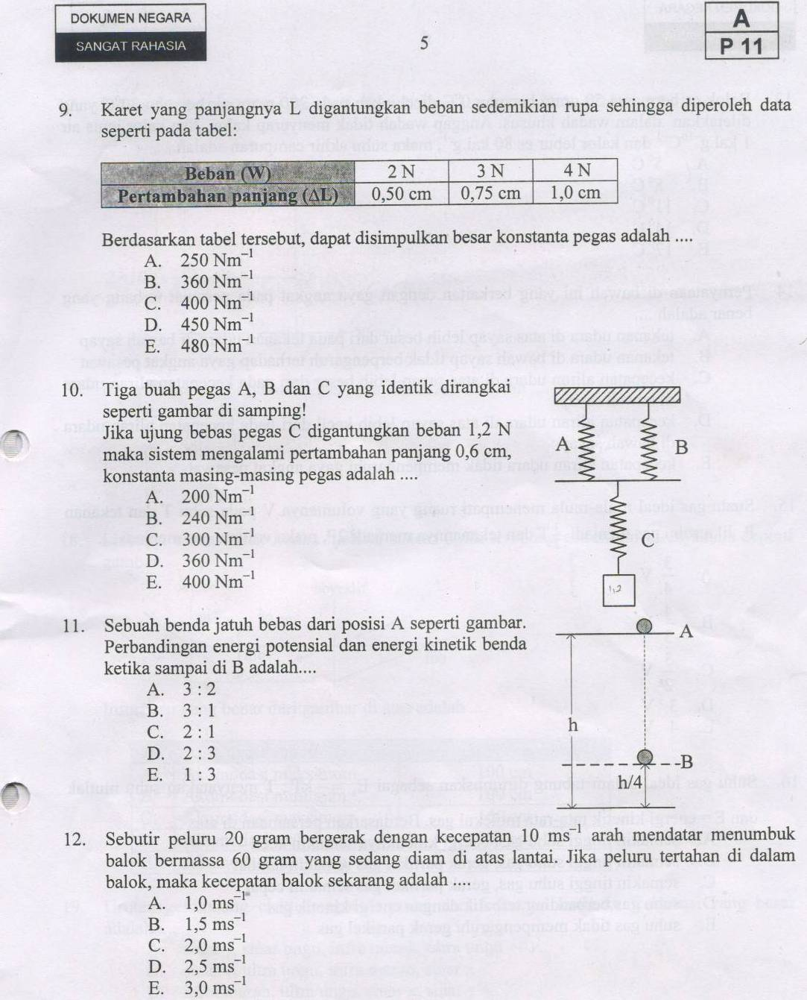 DOKUMEN NEGARA
SANGAT RAHASIA
5
A
P 11
9. Karet yang panjangnya L digantungkan beban sedemikian rupa sehingga diperoleh data
seperti pada tabel:
Beban (W) 2 N 3 N 4 N
Pertambahan panjang (ΔL) 0,50 cm 0,75 cm 1,0 cm
Berdasarkan tabel tersebut, dapat disimpulkan besar konstanta pegas adalah ....
A. 250 Nm⁻¹
B. 360 Nm⁻¹
C. 400 Nm⁻¹
D. 450 Nm⁻¹
E. 480 Nm⁻¹
10. Tiga buah pegas A, B dan C yang identik dirangkai
seperti gambar di samping!
Jika ujung bebas pegas C digantungkan beban 1,2 N
maka sistem mengalami pertambahan panjang 0,6 cm,
konstanta masing-masing pegas adalah ....
A. 200 Nm⁻¹
B. 240 Nm⁻¹
C. 300 Nm⁻¹
D. 360 Nm⁻¹
E. 400 Nm⁻¹
A
B
C
1,2
11. Sebuah benda jatuh bebas dari posisi A seperti gambar.
Perbandingan energi potensial dan energi kinetik benda
ketika sampai di B adalah....
A. 3 : 2
B. 3 : 1
C. 2 : 1
D. 2 : 3
E. 1 : 3
A
h
B
h/4
12. Sebutir peluru 20 gram bergerak dengan kecepatan 10 ms⁻¹ arah mendatar menumbuk
balok bermassa 60 gram yang sedang diam di atas lantai. Jika peluru tertahan di dalam
balok, maka kecepatan balok sekarang adalah ....
A. 1,0 ms⁻¹
B. 1,5 ms⁻¹
C. 2,0 ms⁻¹
D. 2,5 ms⁻¹
E. 3,0 ms⁻¹